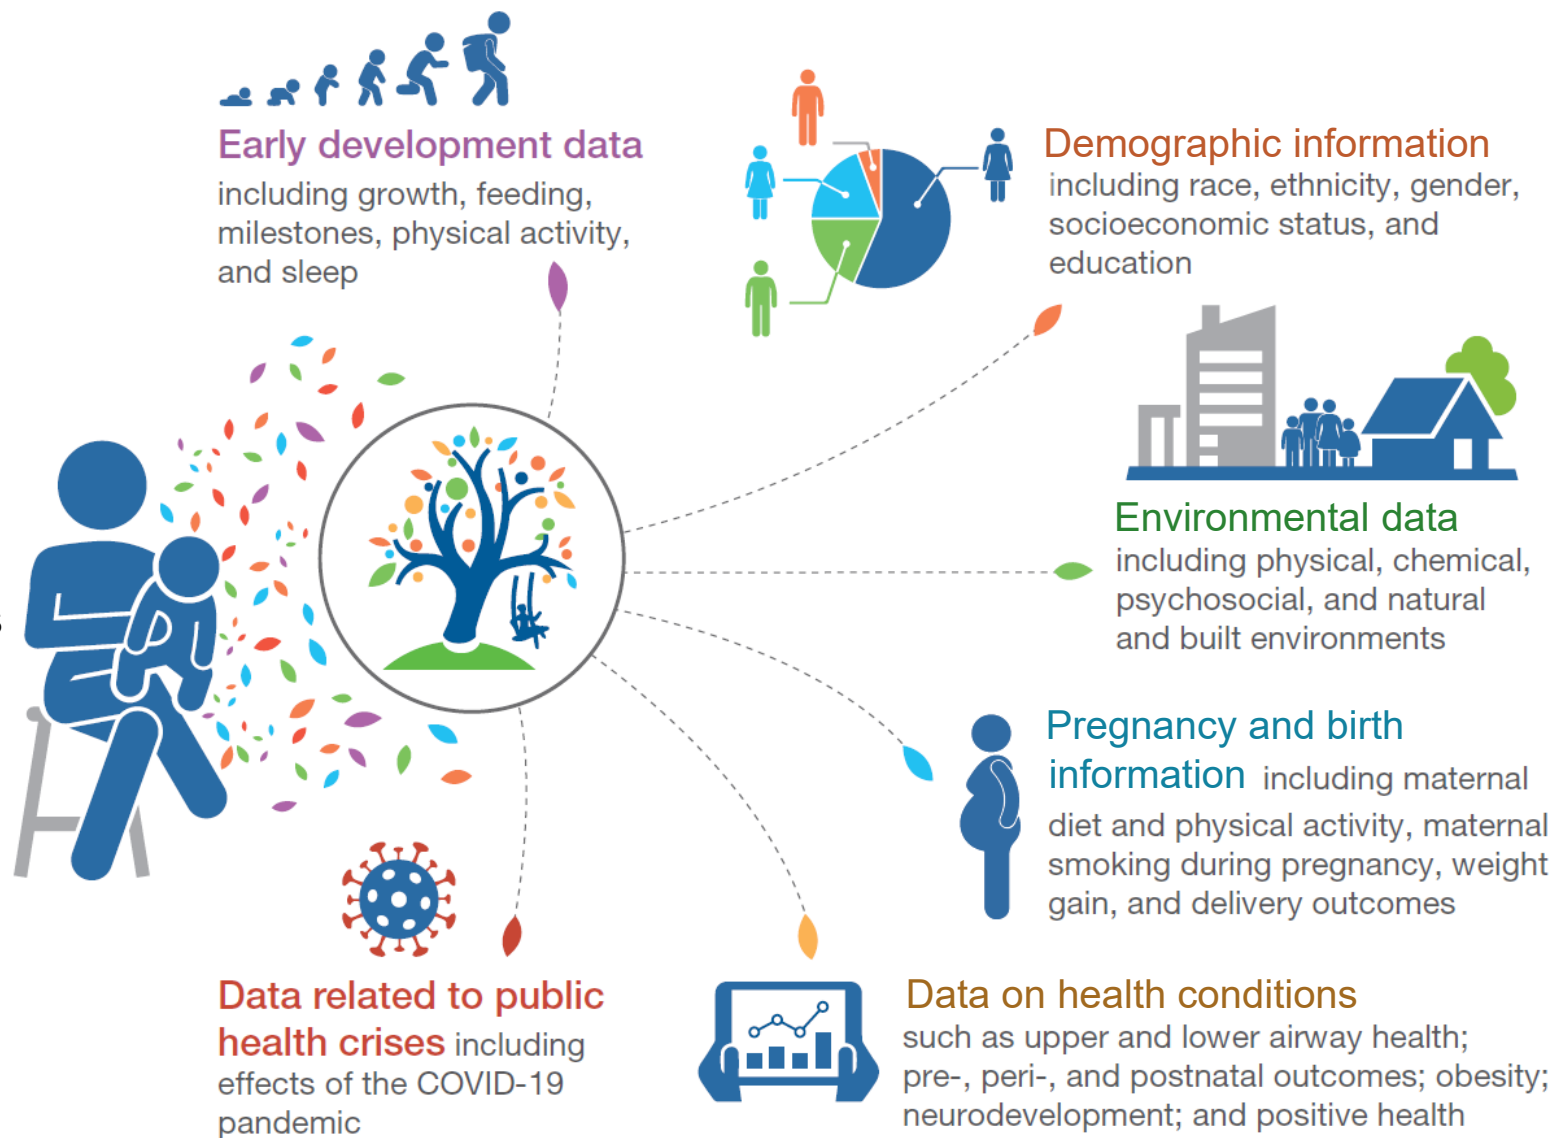 Early development data
including growth, feeding,
milestones, physical activity,
and sleep
Demographic information
including race, ethnicity, gender,
socioeconomic status, and
education
Environmental data
including physical, chemical,
psychosocial, and natural
and built environments
Pregnancy and birth
information including maternal
diet and physical activity, maternal
smoking during pregnancy, weight
gain, and delivery outcomes
Data on health conditions
such as upper and lower airway health;
pre-, peri-, and postnatal outcomes; obesity;
neurodevelopment; and positive health
Data related to public
health crises including
effects of the COVID-19
pandemic